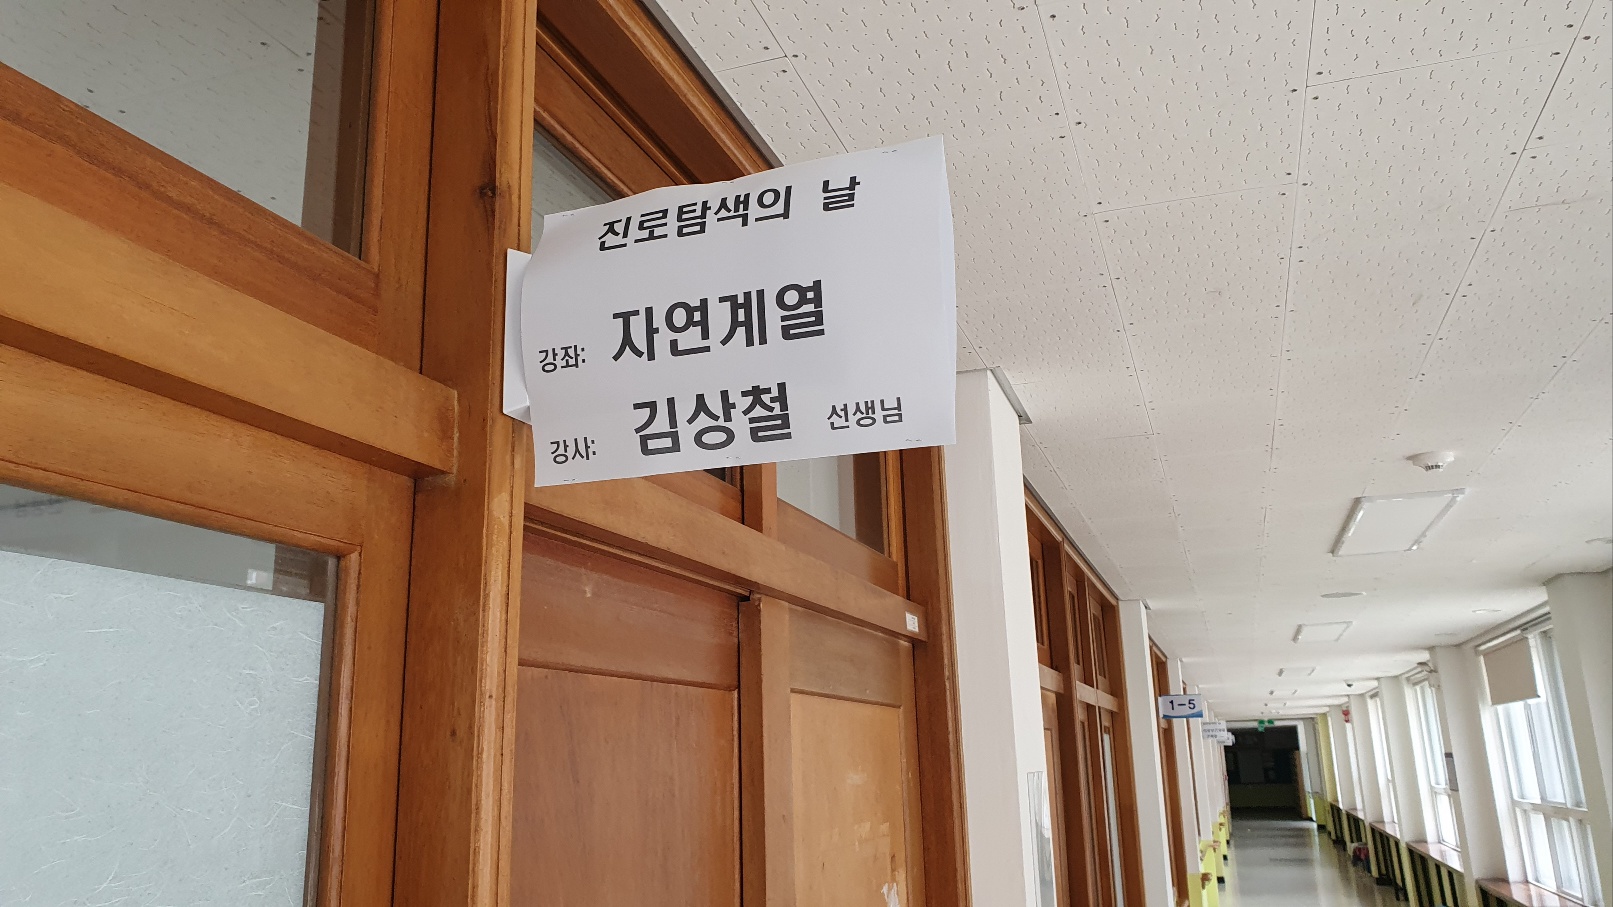 진로탐색의 날
강좌: 자연계열
강사: 김상철 선생님
1-5